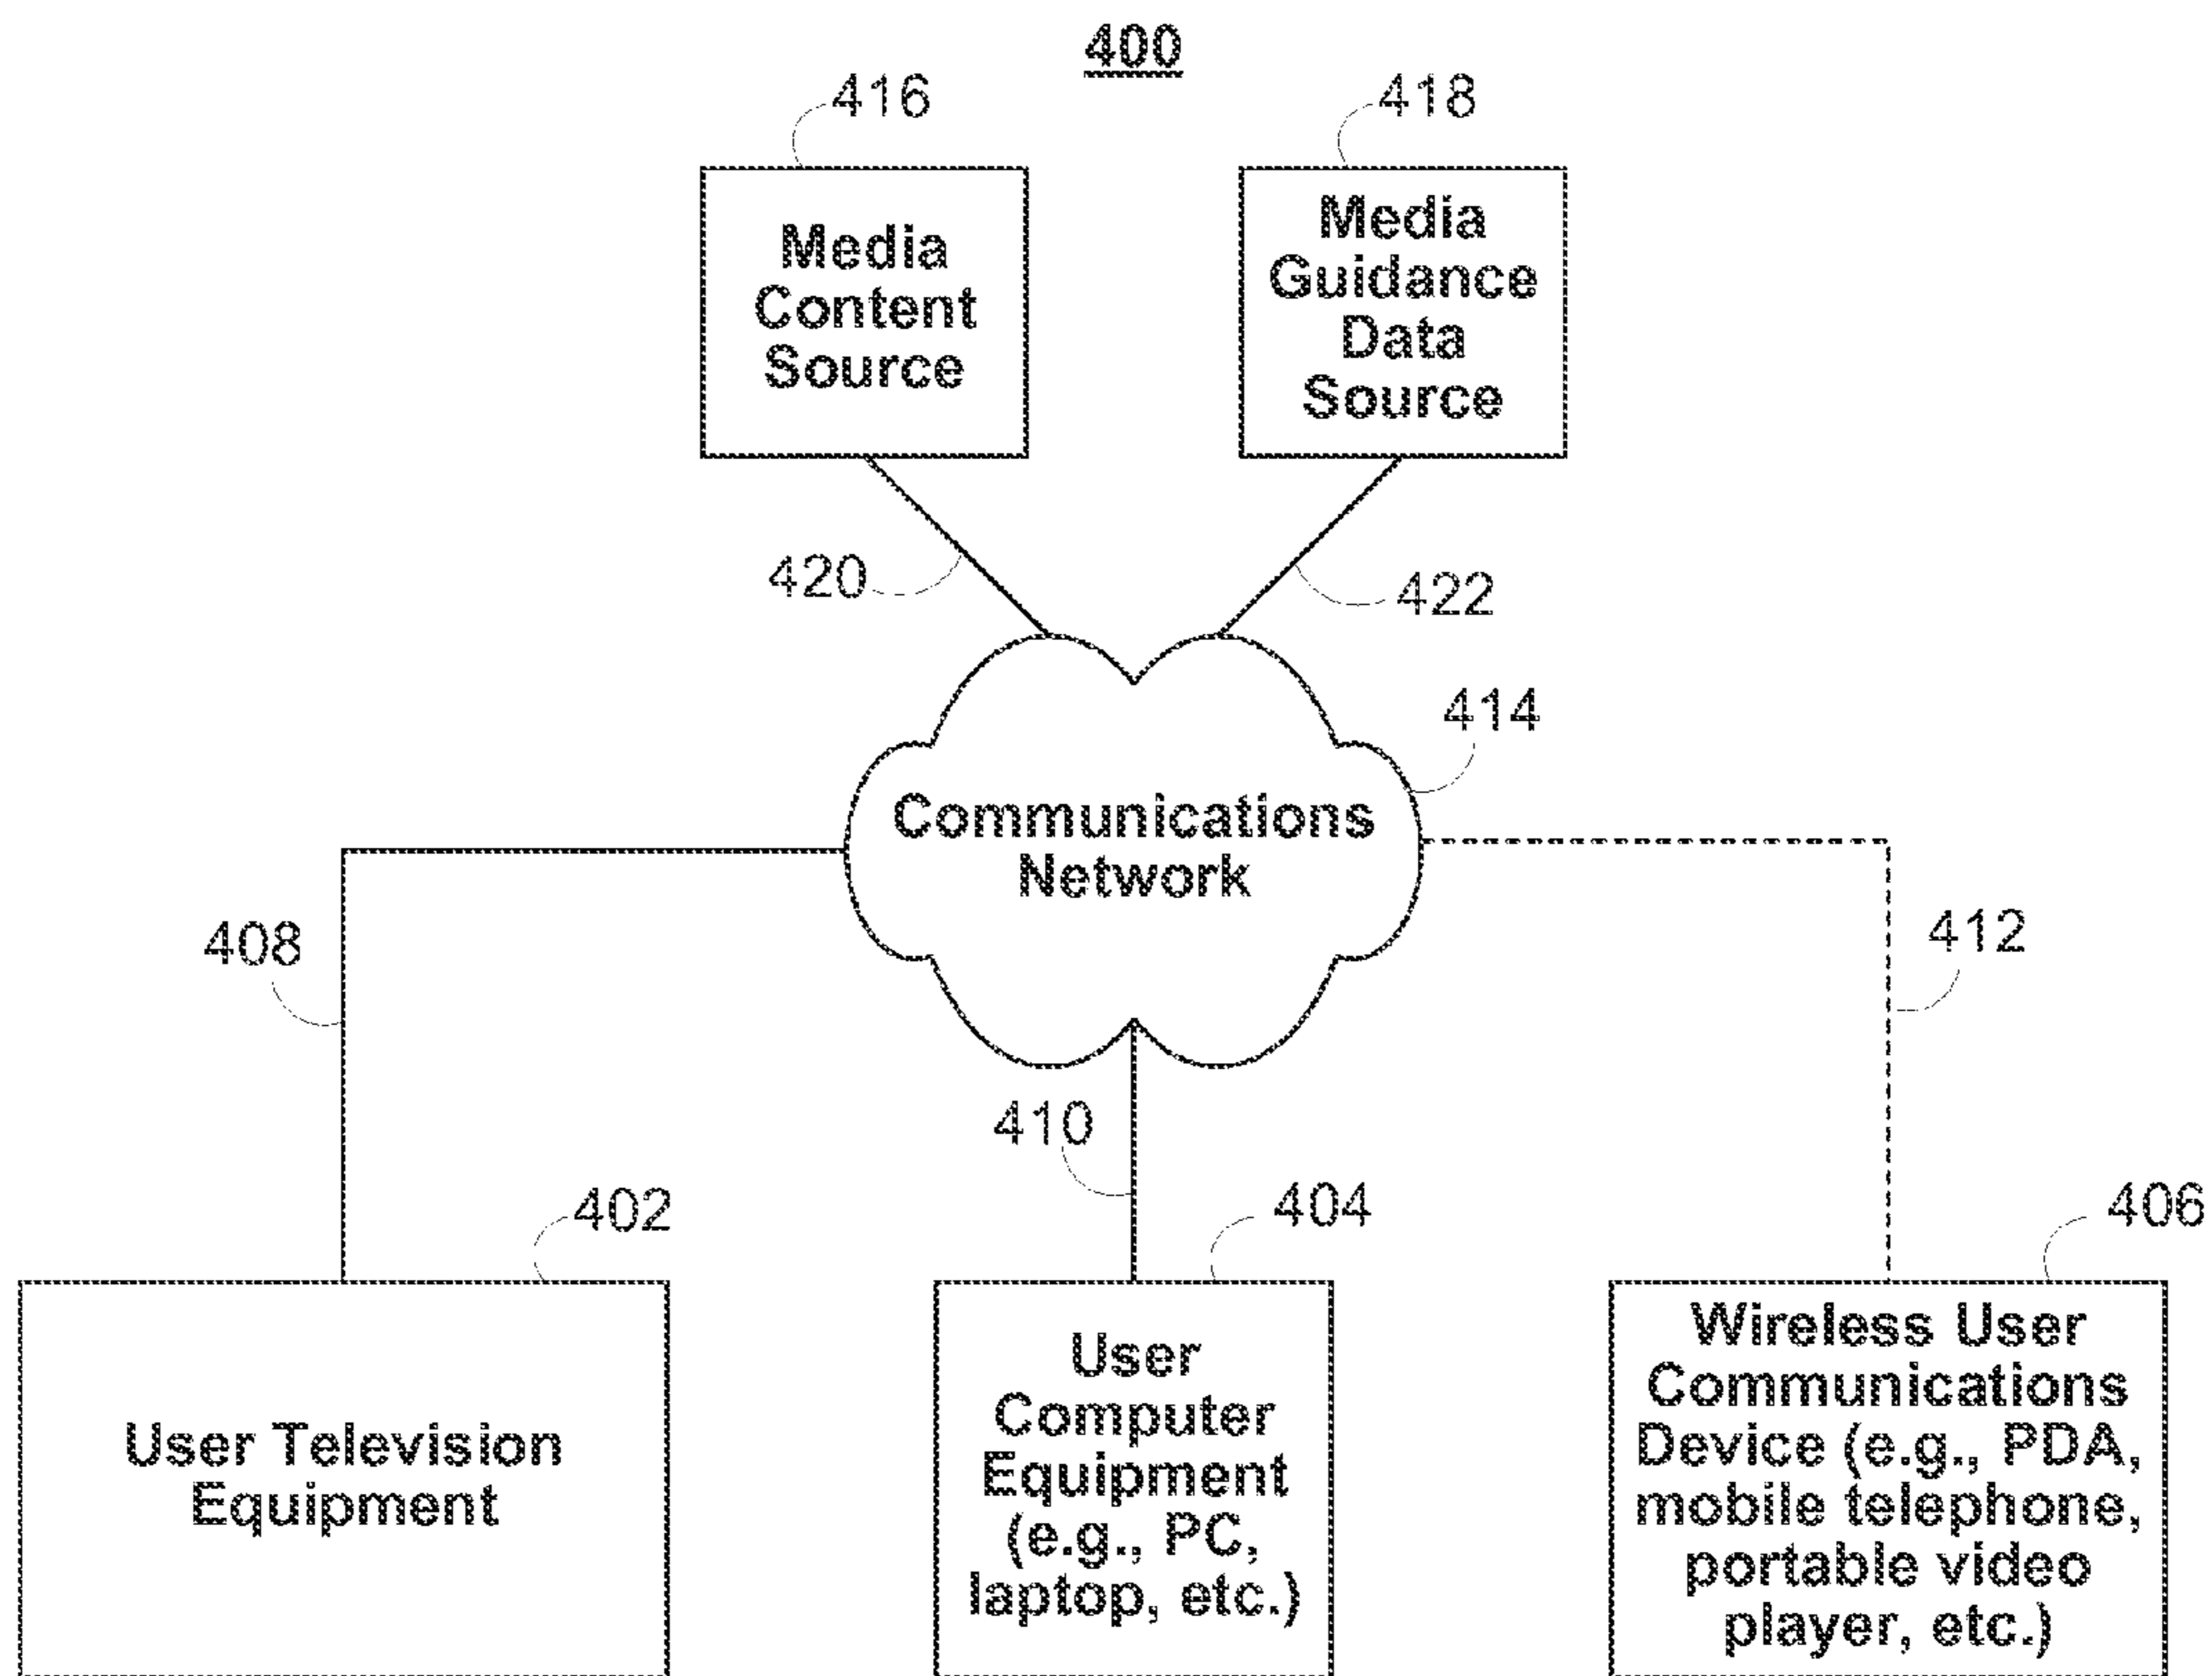 400
416
418
Media
Content
Source
Media
Guidance
Data
Source
420
422
414
Communications
Network
408
412
410
402
404
406
User Television
Equipment
User
Computer
Equipment
(e.g., PC,
laptop, etc.)
Wireless User
Communications
Device (e.g., PDA,
mobile telephone,
portable video
player, etc.)